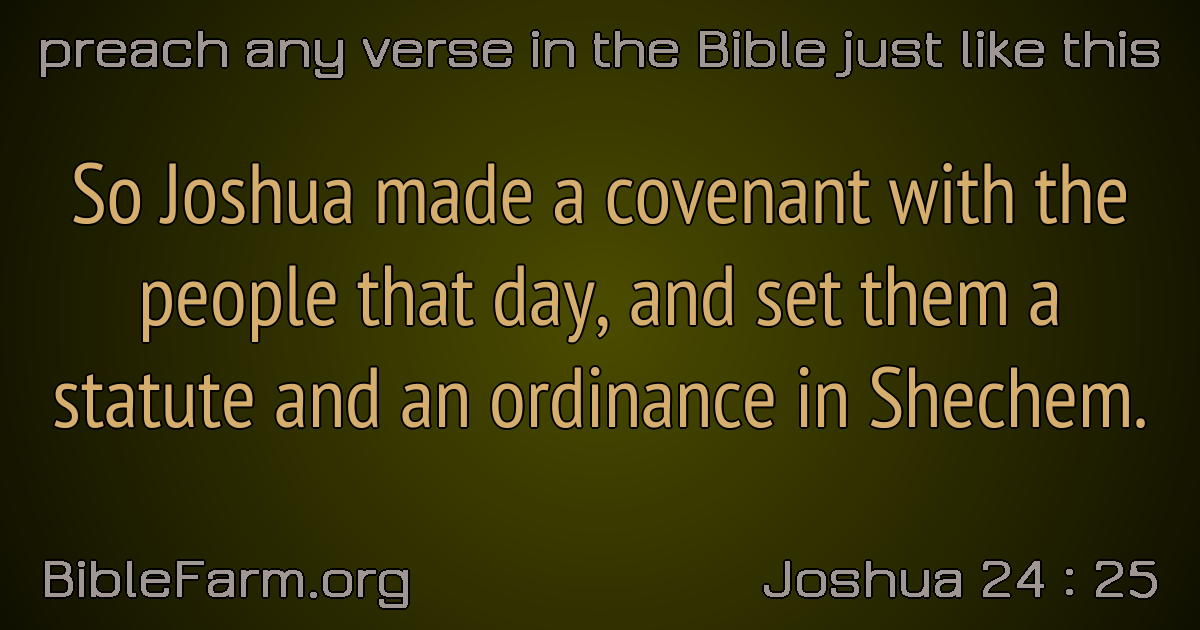 preach any verse in the Bible just like this
So Joshua made a covenant with the
people that day, and set them a
statute and an ordinance in Shechem.
BibleFarm.org
Joshua 24 : 25